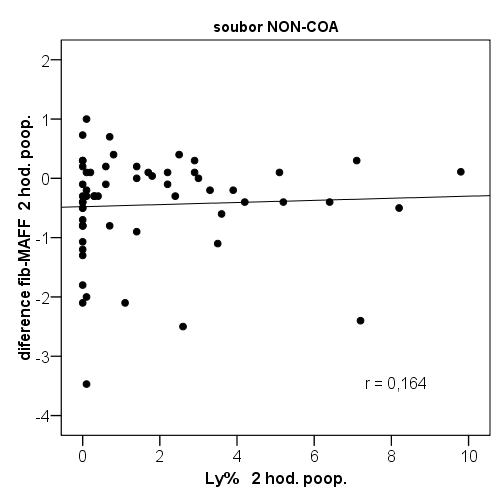 soubor NON-COA
diference fib-MAFF 2 hod. poop.
2
1
0
-1
-2
-3
-4
r = 0,164
0 2 4 6 8 10
Ly% 2 hod. poop.